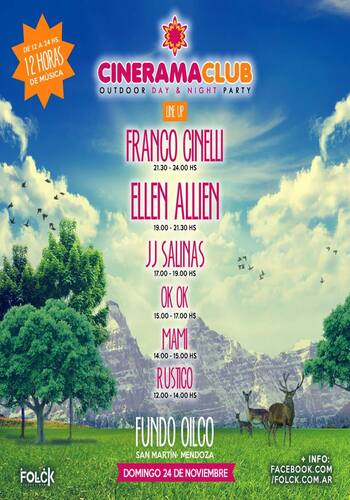 DE 12 A 24 HS
12 HORAS
DE MÚSICA
CINERAMACLUB
OUTDOOR DAY & NIGHT PARTY
LINE UP
FRANCO CINELLI
21.30 - 24.00 HS
ELLEN ALLIEN
19.00 - 21.30 HS
JJ SALINAS
17.00 - 19.00 HS
OK OK
15.00 - 17.00 HS
MAMI
14.00 - 15.00 HS
RUSTICO
12.00 - 14.00 HS
FUNDO OILCO
SAN MARTÍN- MENDOZA
DOMINGO 24 DE NOVIEMBRE
FOLCK
+ INFO:
FACEBOOK.COM
/FOLCK.COM.AR